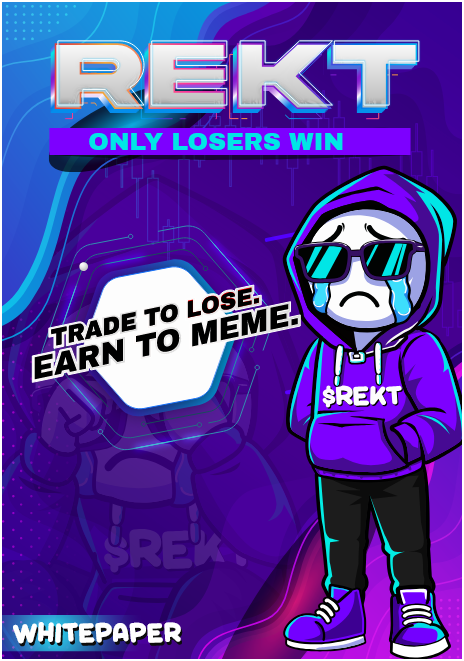 REKT
ONLY LOSERS WIN
TRADE TO LOSE.
EARN TO MEME.
$REKT
$REKT
WHITEPAPER